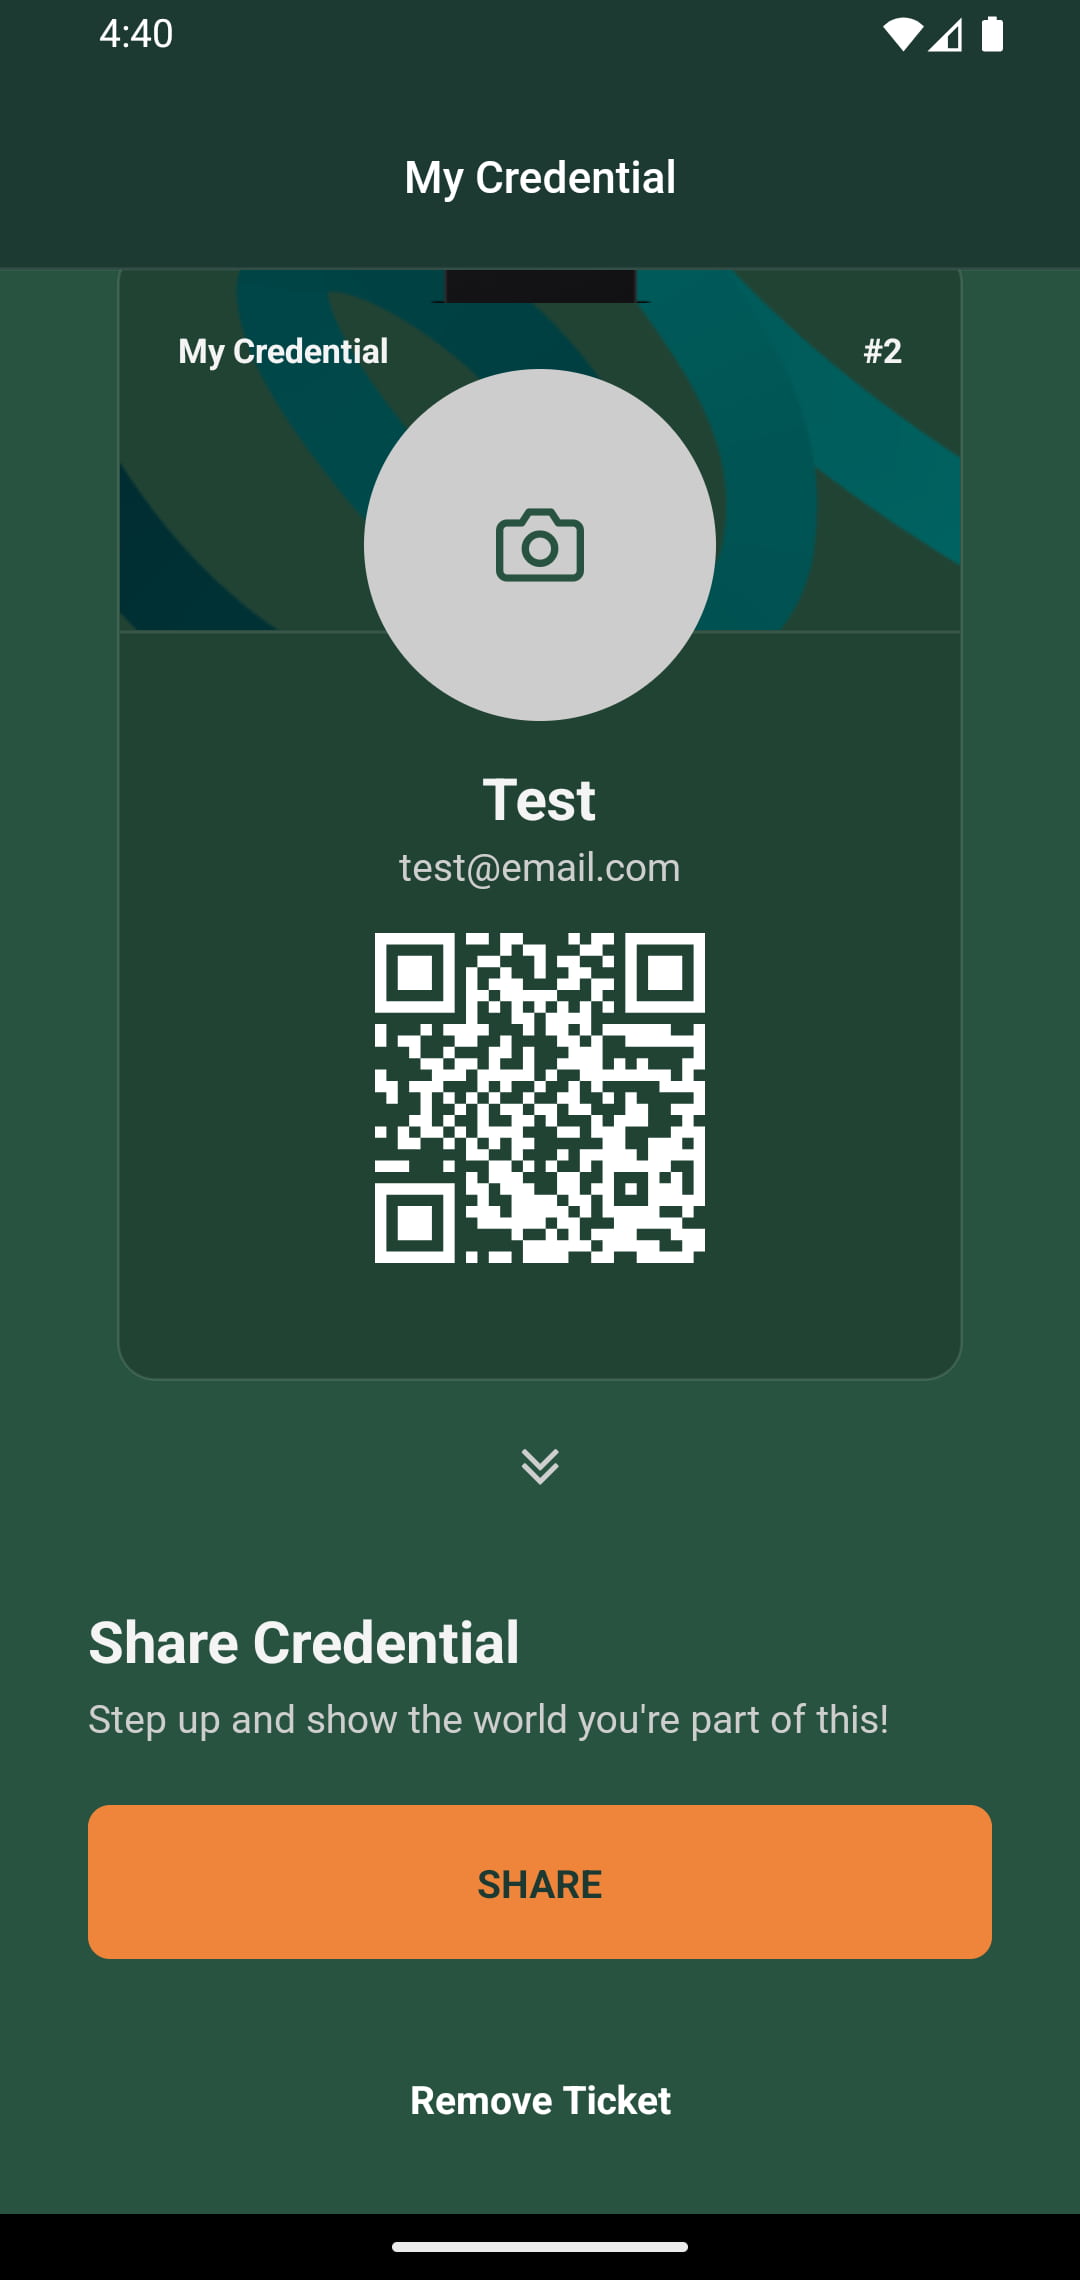 4:40
My Credential
My Credential
#2
Test
test@email.com
Share Credential
Step up and show the world you're part of this!
SHARE
Remove Ticket